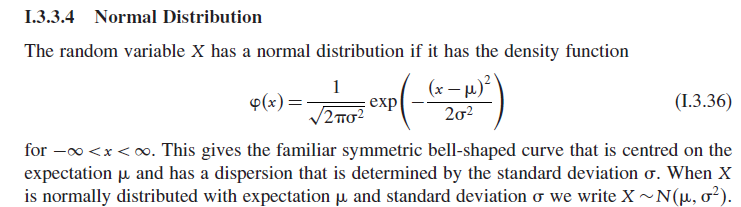 I.3.3.4 Normal Distribution
The random variable X has a normal distribution if it has the density function
φ(x) = 1/√(2πσ²) exp(−(x − μ)²/2σ²) (I.3.36)
for −∞ < x < ∞. This gives the familiar symmetric bell-shaped curve that is centred on the
expectation μ and has a dispersion that is determined by the standard deviation σ. When X
is normally distributed with expectation μ and standard deviation σ we write X ~ N(μ, σ²).